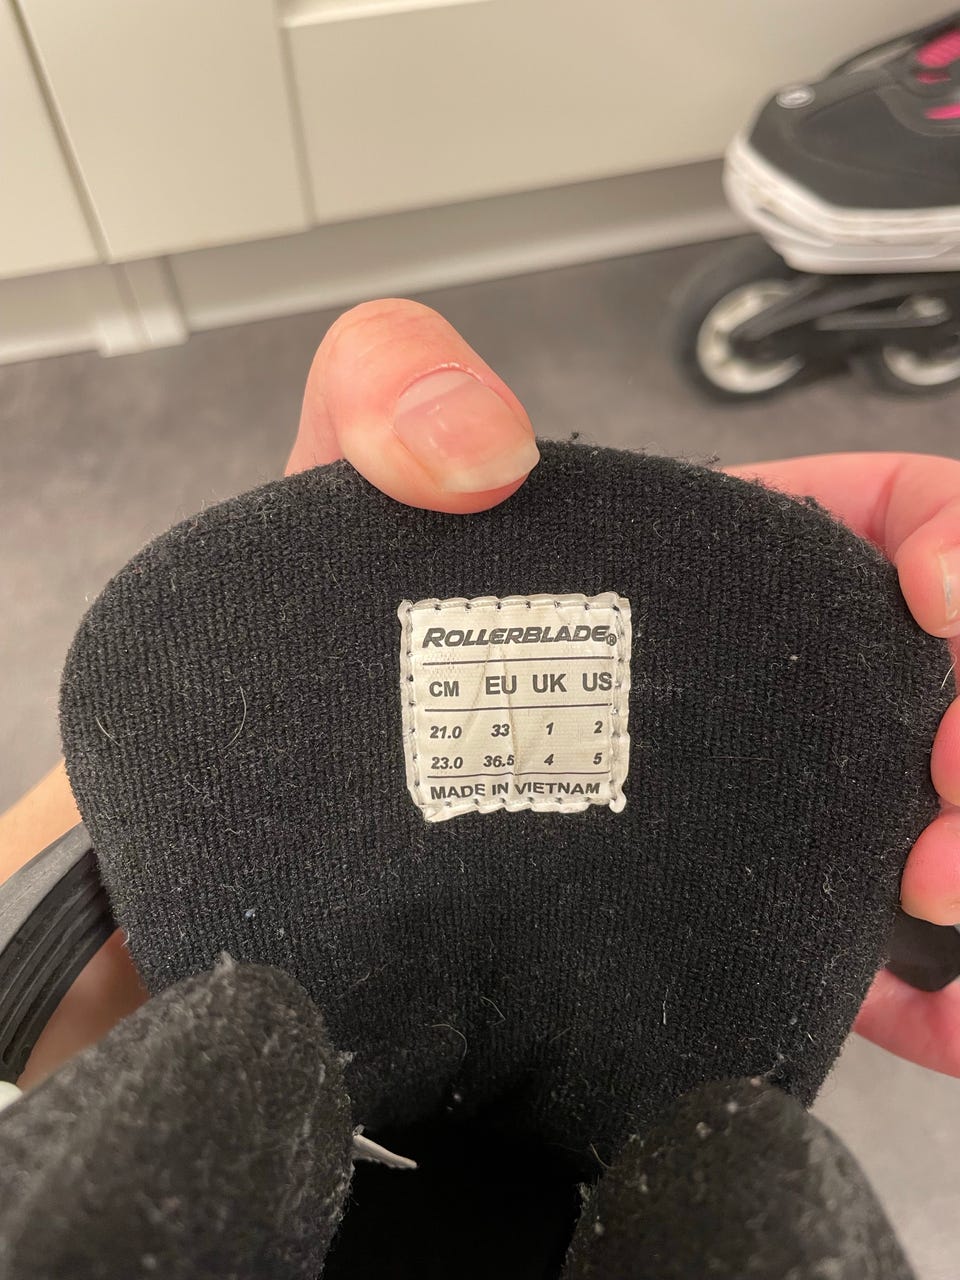 ROLLERBLADE®
CM EU UK US
21.0 33 1 2
23.0 36.5 4 5
MADE IN VIETNAM